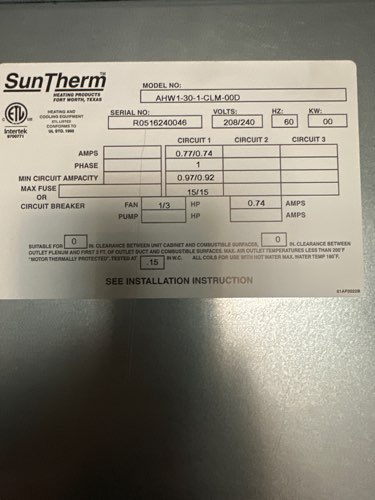 SunTherm™
HEATING PRODUCTS
FORT WORTH, TEXAS
MODEL NO:
AHW1-30-1-CLM-00D
ETL
Intertek
HEATING AND
COOLING EQUIPMENT
ETL LISTED
CONFORMS TO
UL STD. 1995
SERIAL NO: VOLTS: HZ: KW:
R0516240046 208/240 60 00
CIRCUIT 1 CIRCUIT 2 CIRCUIT 3
AMPS 0.77/0.74
PHASE 1
MIN CIRCUIT AMPACITY 0.97/0.92
MAX FUSE 15/15
OR
CIRCUIT BREAKER FAN 1/3 HP 0.74 AMPS
PUMP HP AMPS
SUITABLE FOR 0 IN. CLEARANCE BETWEEN UNIT CABINET AND COMBUSTIBLE SURFACES, 0 IN. CLEARANCE BETWEEN
OUTLET PLENUM AND FIRST 3 FT. OF OUTLET DUCT AND COMBUSTIBLE SURFACES. MAX. AIR OUTLET TEMPERATURES LESS THAN 200°F
"MOTOR THERMALLY PROTECTED". TESTED AT .15 IN W.C. ALL COILS FOR USE WITH HOT WATER MAX. WATER TEMP 180°F.
SEE INSTALLATION INSTRUCTION